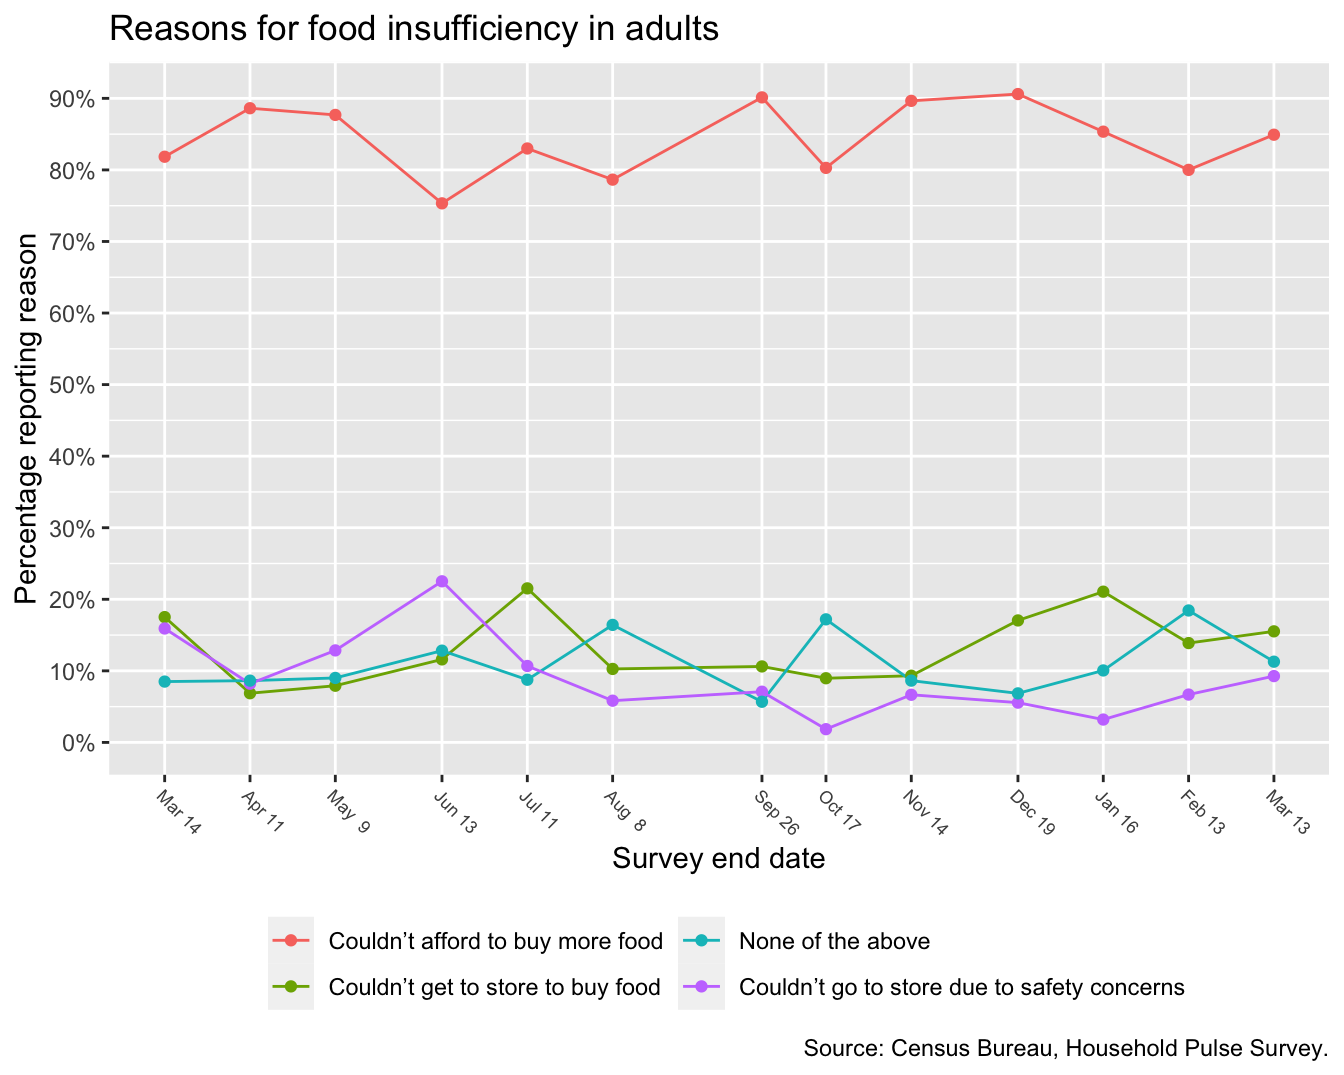 Reasons for food insufficiency in adults
Percentage reporting reason
90%
80%
70%
60%
50%
40%
30%
20%
10%
0%
Mar 14
Apr 11
May 9
Jun 13
Jul 11
Aug 8
Sep 26
Oct 17
Nov 14
Dec 19
Jan 16
Feb 13
Mar 13
Survey end date
Couldn’t afford to buy more food
None of the above
Couldn’t get to store to buy food
Couldn’t go to store due to safety concerns
Source: Census Bureau, Household Pulse Survey.